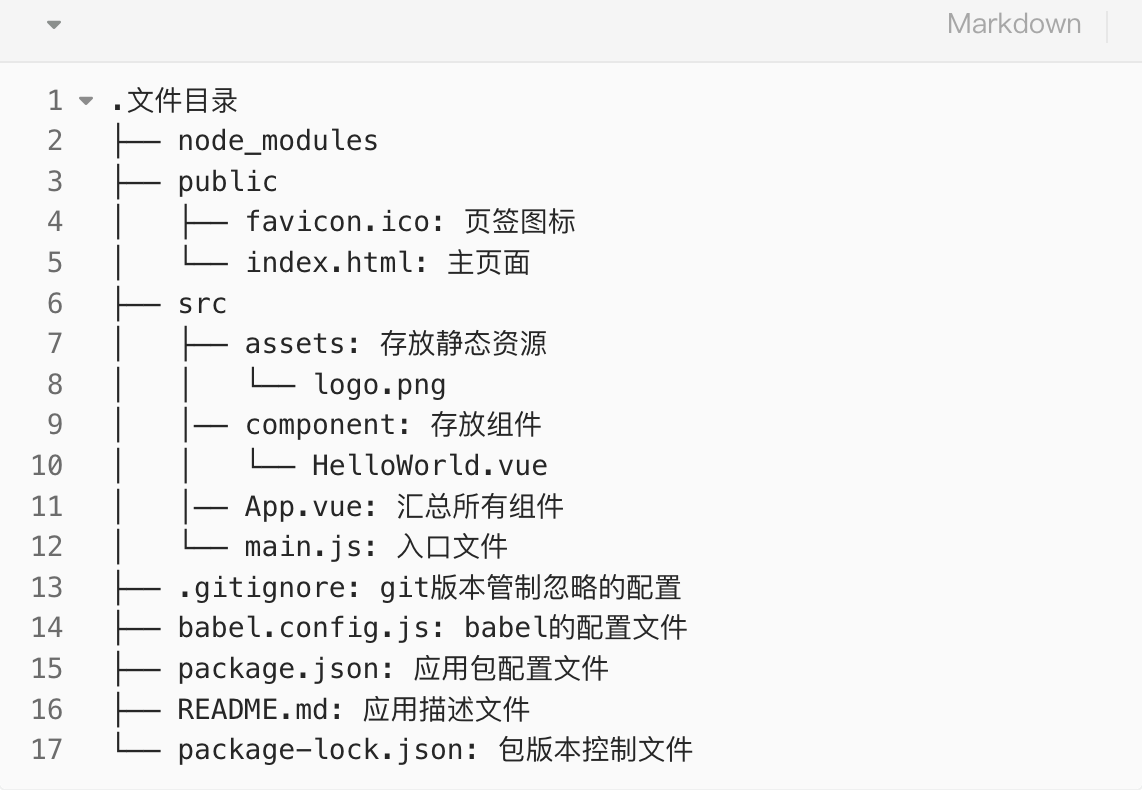 Markdown
1 .文件目录
2 ├── node_modules
3 ├── public
4 │   ├── favicon.ico: 页签图标
5 │   └── index.html: 主页面
6 ├── src
7 │   ├── assets: 存放静态资源
8 │   │   └── logo.png
9 │   │── component: 存放组件
10 │   │   └── HelloWorld.vue
11 │   │── App.vue: 汇总所有组件
12 │   └── main.js: 入口文件
13 ├── .gitignore: git版本管制忽略的配置
14 ├── babel.config.js: babel的配置文件
15 ├── package.json: 应用包配置文件
16 ├── README.md: 应用描述文件
17 └── package-lock.json: 包版本控制文件